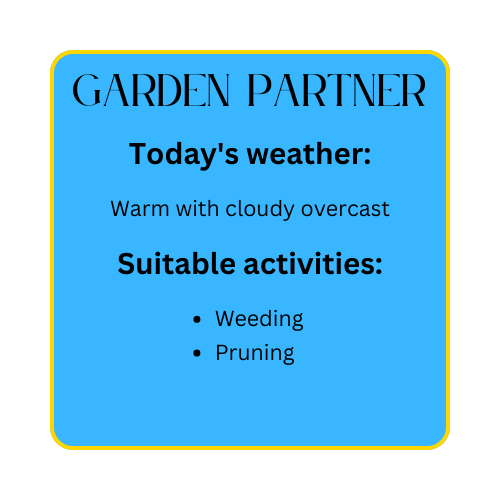 GARDEN PARTNER
Today's weather:
Warm with cloudy overcast
Suitable activities:
• Weeding
• Pruning